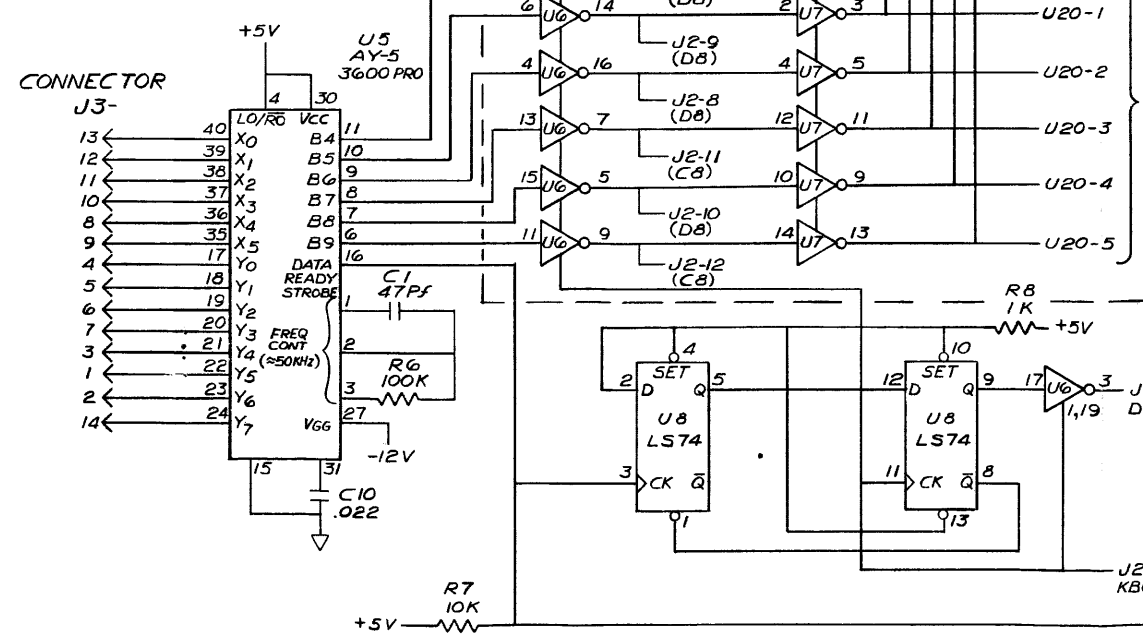 6 U6 14 (D8) 2 U7 3 U20-1
+5V U5 J2-9
AY-5 (D8)
3600 PRO 4 U6 16 4 U7 5 U20-2
CONNECTOR J2-8
J3- 4 30 (D8)
LO/RO VCC 13 U6 7 12 U7 11 U20-3
13 40 X0 B4 11
12 39 X1 B5 10 J2-11
11 38 X2 B6 9 (C8)
10 37 X3 B7 8 15 U6 5 10 U7 9 U20-4
8 36 X4 B8 7 J2-10
9 35 X5 B9 6 (D8)
11 U6 9 14 U7 13 U20-5
4 17 Y0 DATA 16 J2-12
5 18 Y1 READY C1 (C8)
STROBE 47Pf R8
6 19 Y2 1 1K
7 20 Y3 FREQ +5V
3 21 Y4 CONT 2 4 10
1 22 Y5 (≈50KHz) R6 SET SET
2 23 Y6 3 100K 2 D Q 5 12 D Q 9 17 U6 3 J
14 24 Y7 VGG 27 U8 U8 1,19 D
-12V LS74 LS74
15 31 3 CK Q̅ 11 CK Q̅ 8
C10
.022 1 13
J2
R7 KB
10K
+5V